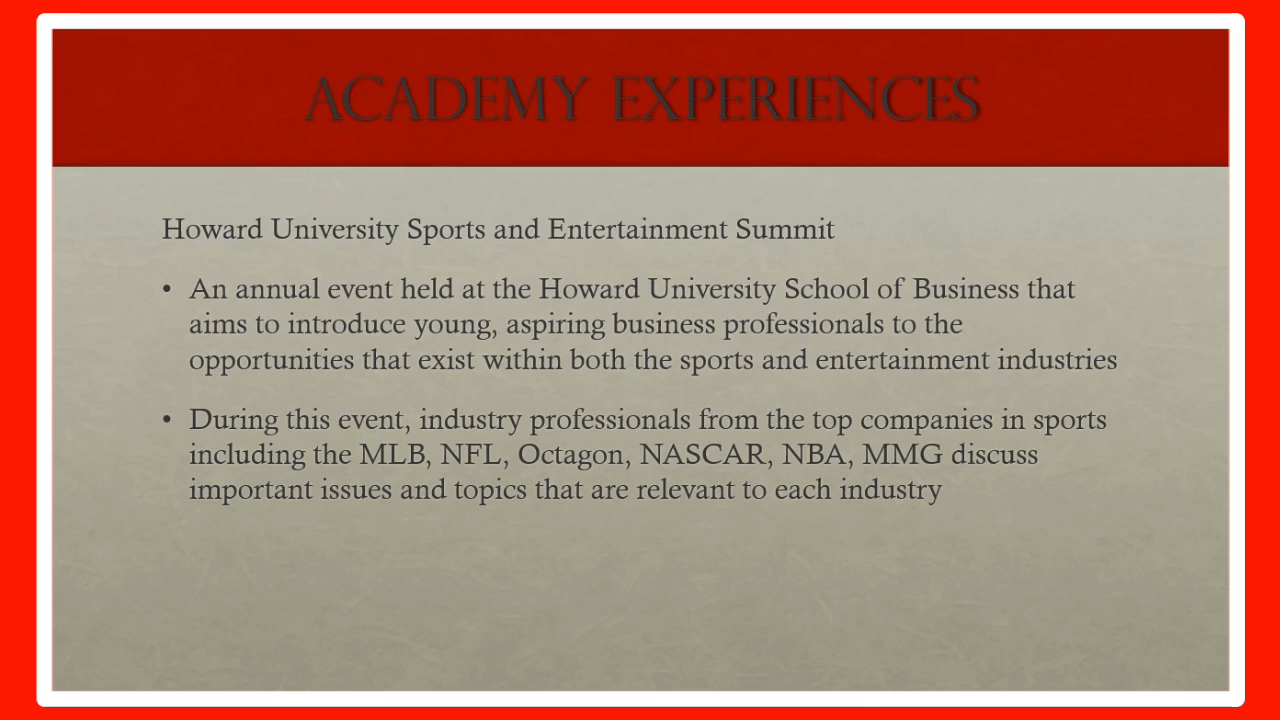 ACADEMY EXPERIENCES
Howard University Sports and Entertainment Summit
• An annual event held at the Howard University School of Business that
aims to introduce young, aspiring business professionals to the
opportunities that exist within both the sports and entertainment industries
• During this event, industry professionals from the top companies in sports
including the MLB, NFL, Octagon, NASCAR, NBA, MMG discuss
important issues and topics that are relevant to each industry